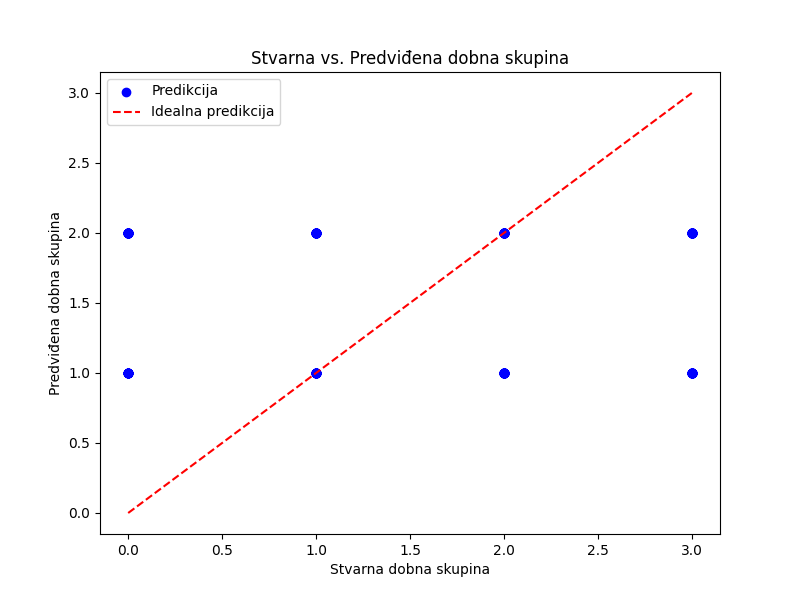 Stvarna vs. Predviđena dobna skupina
Predikcija
Idealna predikcija
3.0
2.5
2.0
1.5
1.0
0.5
0.0
Predviđena dobna skupina
0.0 0.5 1.0 1.5 2.0 2.5 3.0
Stvarna dobna skupina